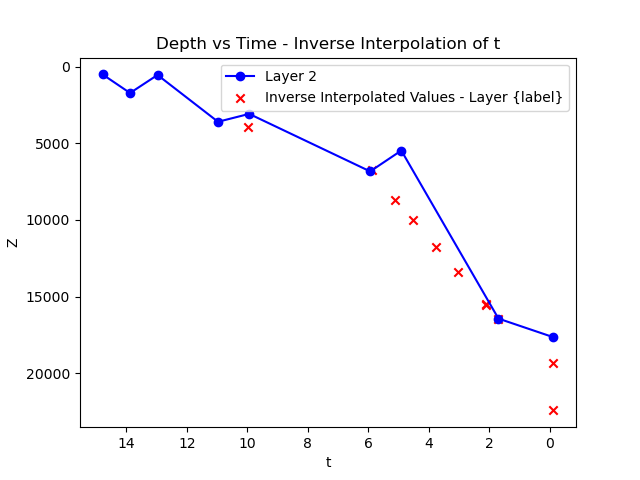 Depth vs Time - Inverse Interpolation of t
Layer 2
Inverse Interpolated Values - Layer {label}
0
5000
10000
15000
20000
Z
14 12 10 8 6 4 2 0
t